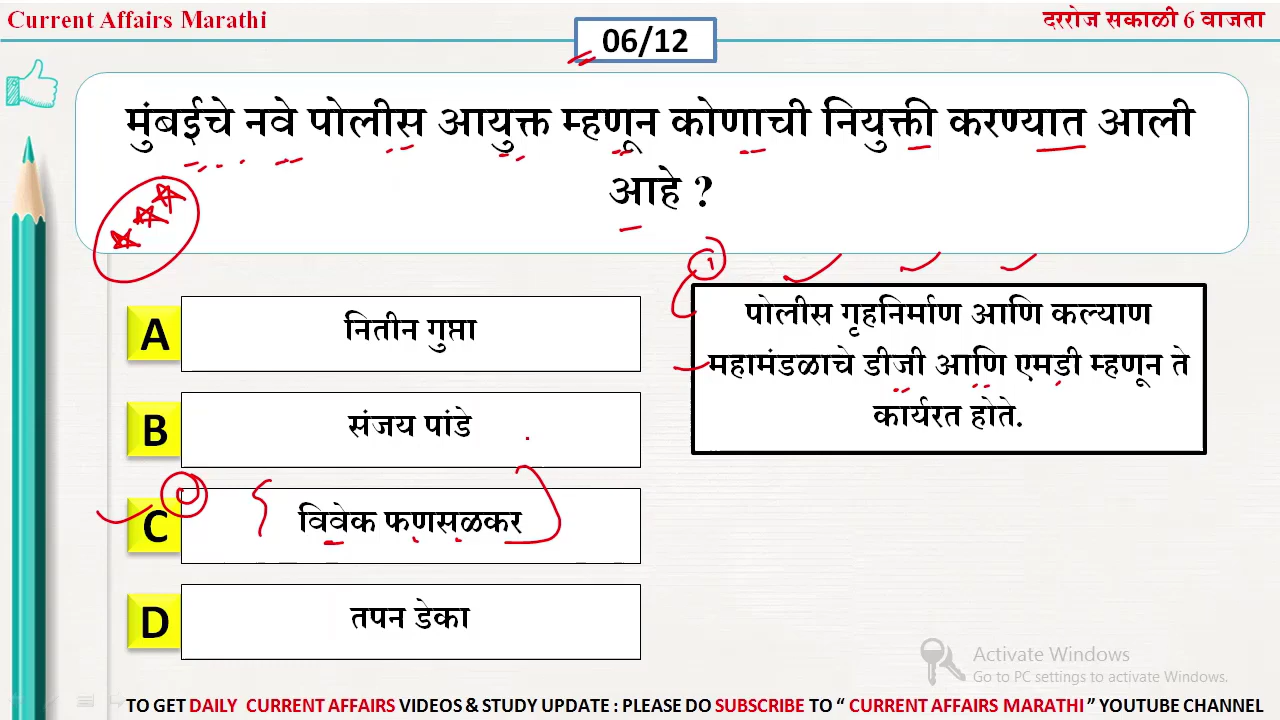 Current Affairs Marathi
दररोज सकाळी 6 वाजता
06/12
मुंबईचे नवे पोलीस आयुक्त म्हणून कोणाची नियुक्ती करण्यात आली
आहे ?
A
नितीन गुप्ता
B
संजय पांडे
C
विवेक फणसळकर
D
तपन डेका
1
पोलीस गृहनिर्माण आणि कल्याण
महामंडळाचे डीजी आणि एमडी म्हणून ते
कार्यरत होते.
Activate Windows
Go to PC settings to activate Windows.
TO GET DAILY CURRENT AFFAIRS VIDEOS & STUDY UPDATE : PLEASE DO SUBSCRIBE TO “ CURRENT AFFAIRS MARATHI ” YOUTUBE CHANNEL